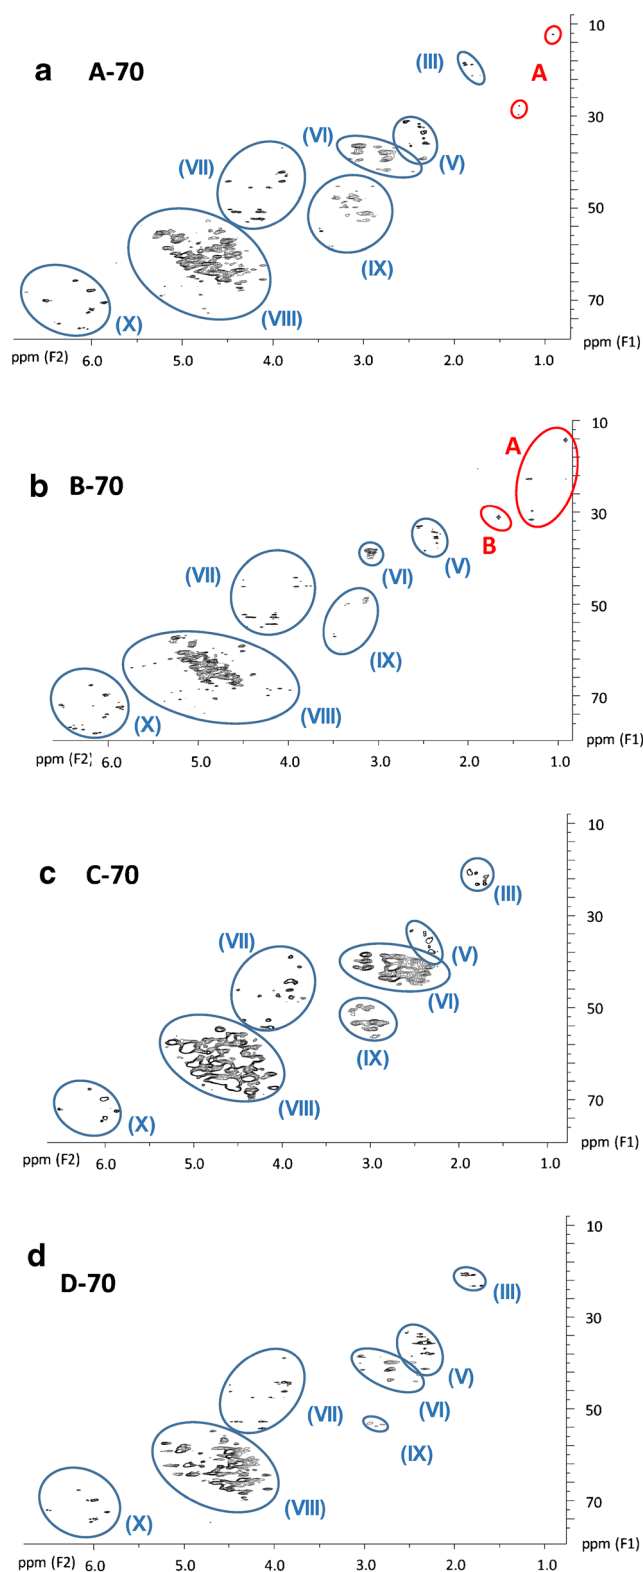 10
a A-70 (III) A
30
(VI)
(VII) (V)
50
(IX)
70
(X) (VIII)
ppm (F2) 6.0 5.0 4.0 3.0 2.0 1.0 ppm (F1)
10
A
b B-70
30
B
(VII) (VI) (V)
50
(IX)
70
(X) (VIII)
ppm (F2) 6.0 5.0 4.0 3.0 2.0 1.0 ppm (F1)
10
c C-70
(III)
30
(VII) (V)
(VI)
50
(IX)
70
(X) (VIII)
ppm (F2) 6.0 5.0 4.0 3.0 2.0 1.0 ppm (F1)
10
d
D-70 (III)
30
(V)
(VII) (VI)
50
(IX)
70
(X) (VIII)
ppm (F2) 6.0 5.0 4.0 3.0 2.0 1.0 ppm (F1)